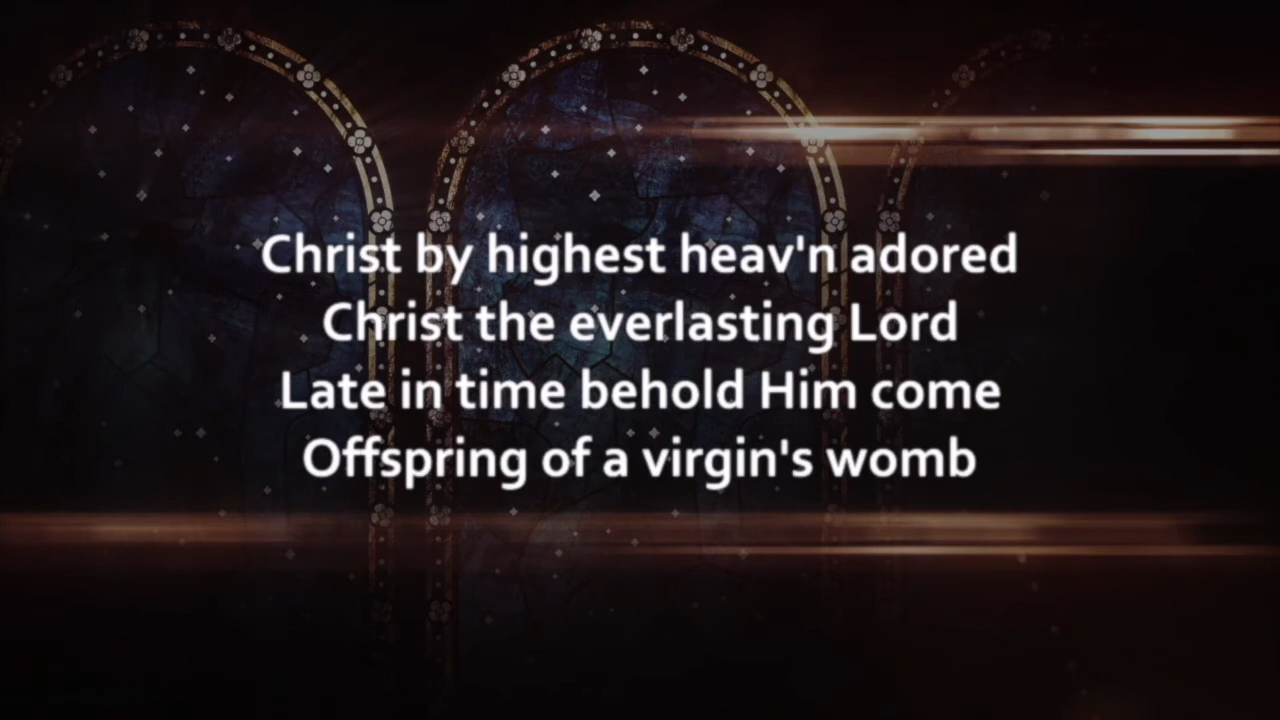 Christ by highest heav'n adored
Christ the everlasting Lord
Late in time behold Him come
Offspring of a virgin's womb